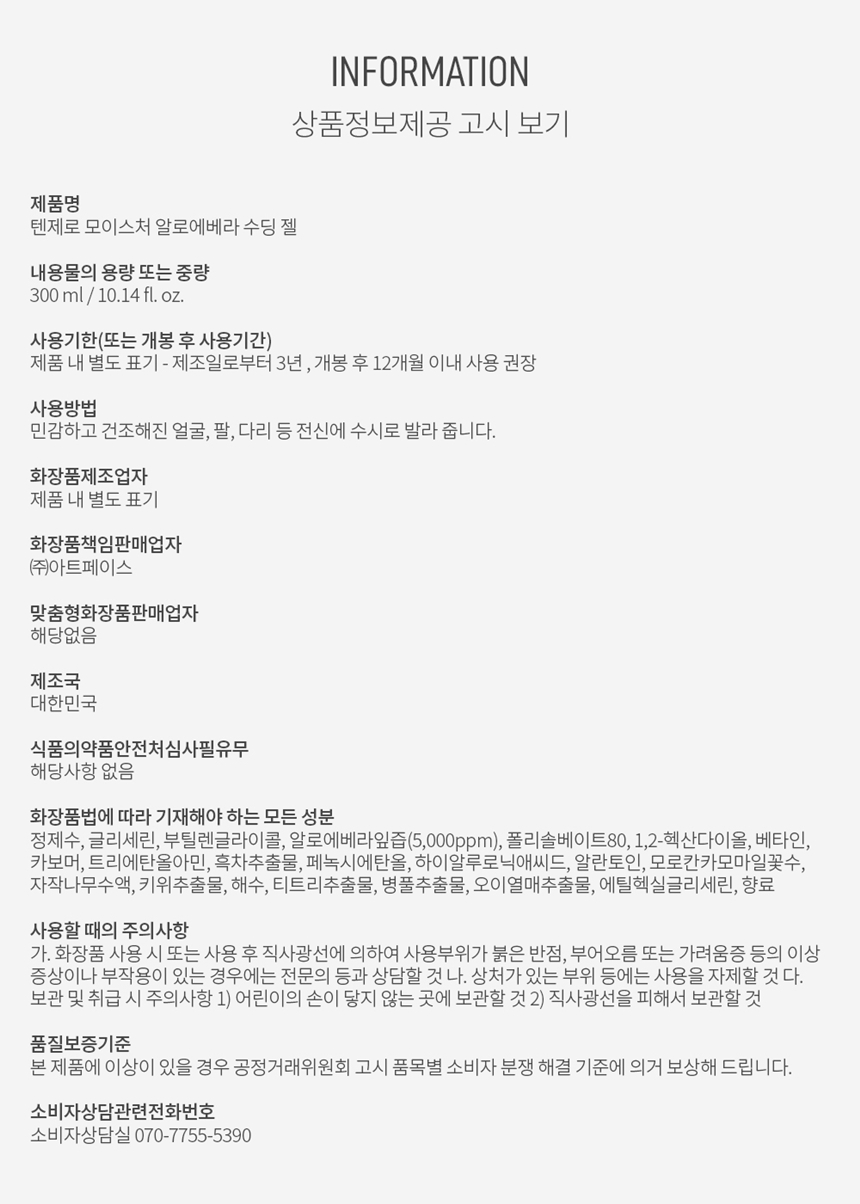 INFORMATION
상품정보제공 고시 보기
제품명
텐제로 모이스처 알로에베라 수딩 젤
내용물의 용량 또는 중량
300 ml / 10.14 fl. oz.
사용기한(또는 개봉 후 사용기간)
제품 내 별도 표기 - 제조일로부터 3년 , 개봉 후 12개월 이내 사용 권장
사용방법
민감하고 건조해진 얼굴, 팔, 다리 등 전신에 수시로 발라 줍니다.
화장품제조업자
제품 내 별도 표기
화장품책임판매업자
㈜아트페이스
맞춤형화장품판매업자
해당없음
제조국
대한민국
식품의약품안전처심사필유무
해당사항 없음
화장품법에 따라 기재해야 하는 모든 성분
정제수, 글리세린, 부틸렌글라이콜, 알로에베라잎즙(5,000ppm), 폴리솔베이트80, 1,2-헥산다이올, 베타인,
카보머, 트리에탄올아민, 흑차추출물, 페녹시에탄올, 하이알루로닉애씨드, 알란토인, 모로칸카모마일꽃수,
자작나무수액, 키위추출물, 해수, 티트리추출물, 병풀추출물, 오이열매추출물, 에틸헥실글리세린, 향료
사용할 때의 주의사항
가. 화장품 사용 시 또는 사용 후 직사광선에 의하여 사용부위가 붉은 반점, 부어오름 또는 가려움증 등의 이상
증상이나 부작용이 있는 경우에는 전문의 등과 상담할 것 나. 상처가 있는 부위 등에는 사용을 자제할 것 다.
보관 및 취급 시 주의사항 1) 어린이의 손이 닿지 않는 곳에 보관할 것 2) 직사광선을 피해서 보관할 것
품질보증기준
본 제품에 이상이 있을 경우 공정거래위원회 고시 품목별 소비자 분쟁 해결 기준에 의거 보상해 드립니다.
소비자상담관련전화번호
소비자상담실 070-7755-5390